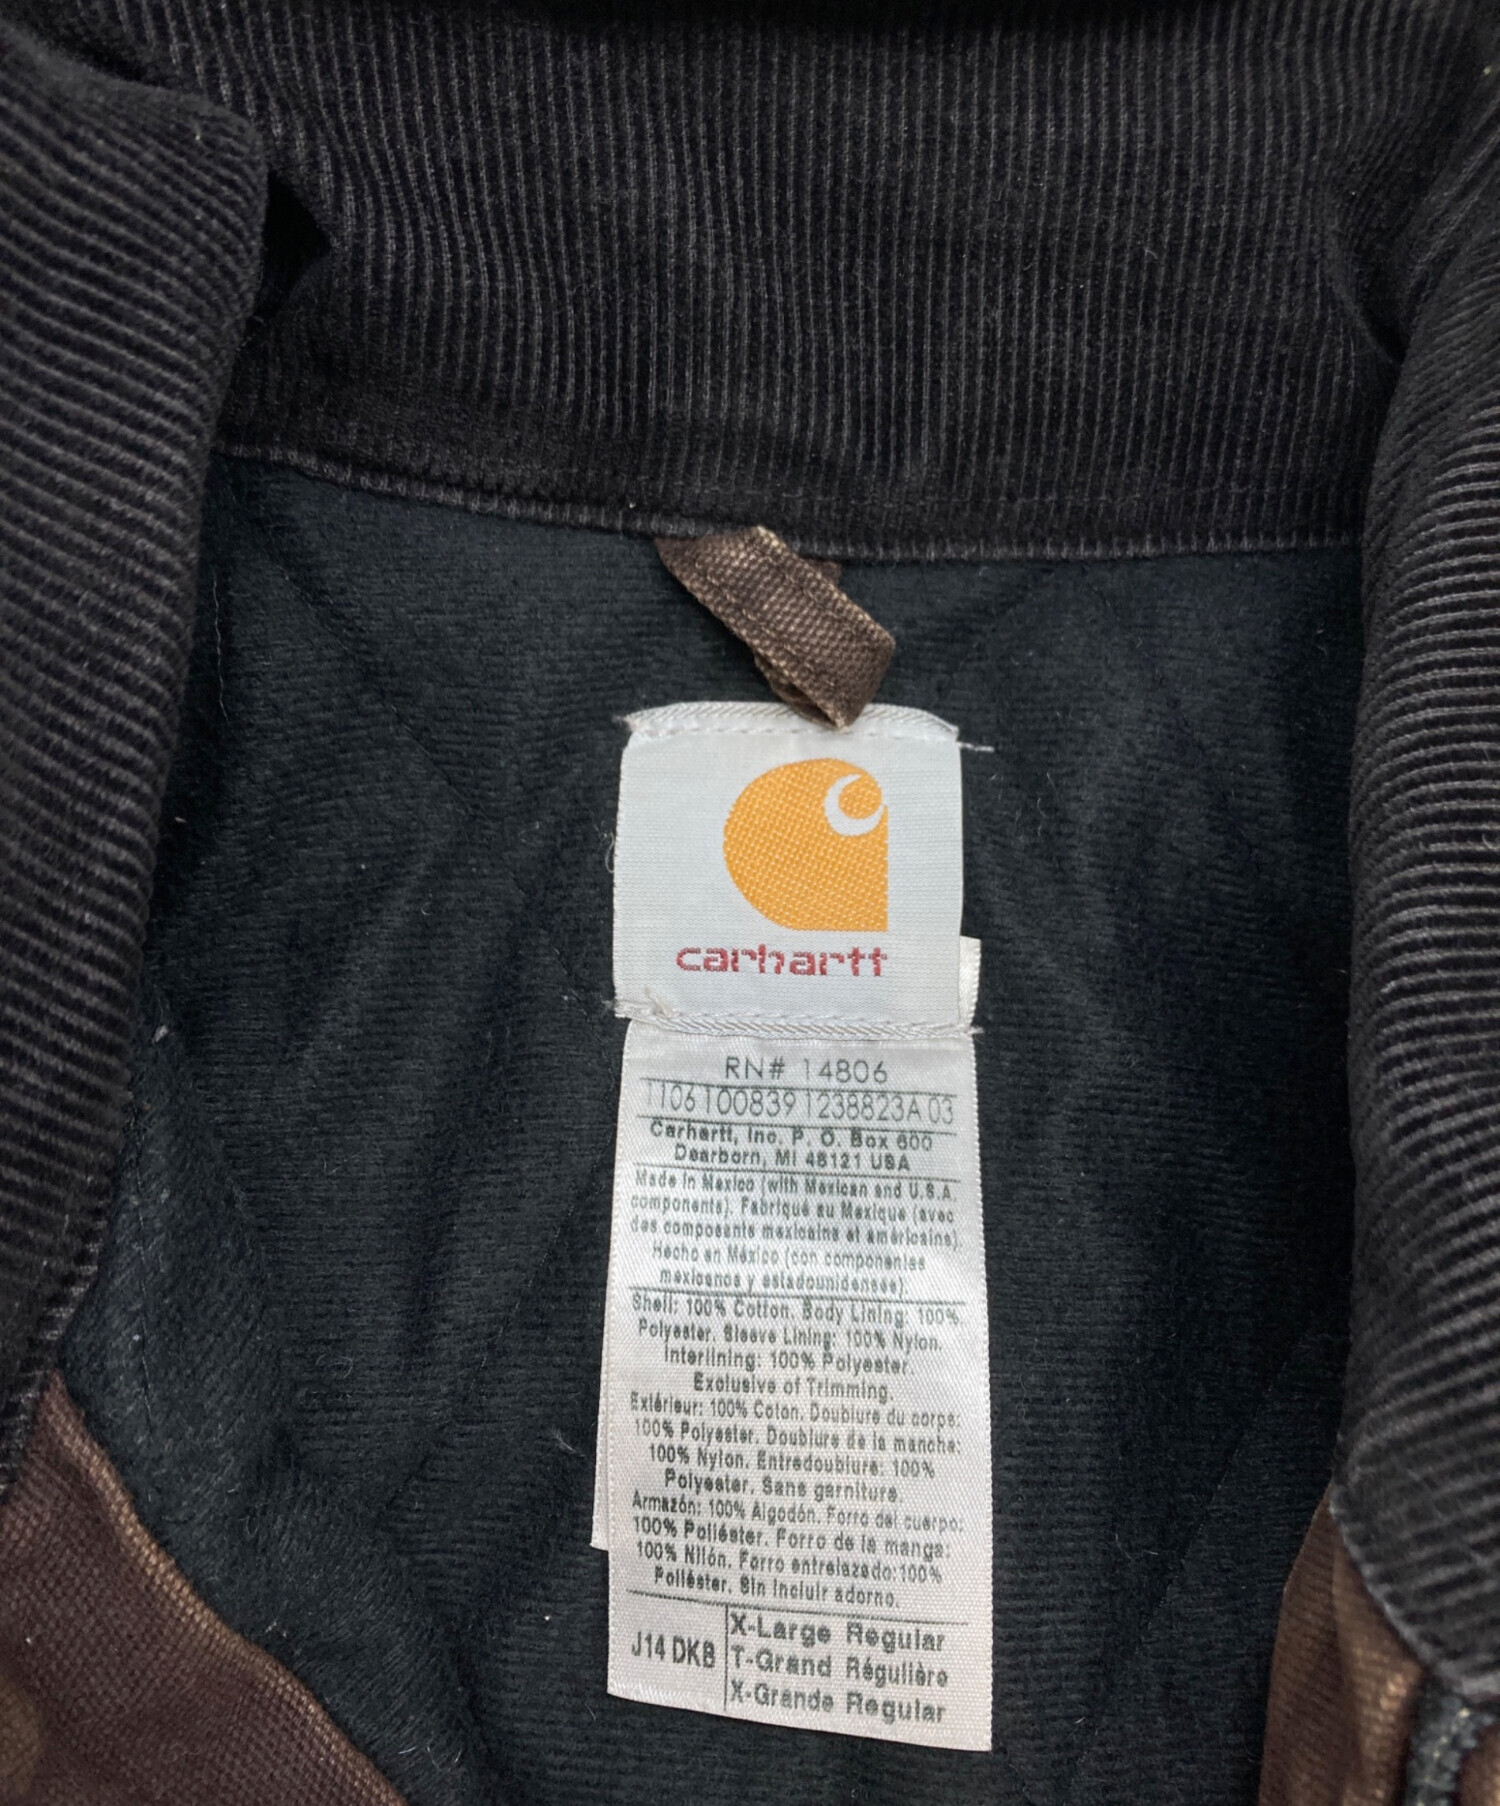 carhartt
RN# 14806
1106100839 1238823A 03
Carhartt, Inc. P. O. Box 600
Dearborn, MI 48121 USA
Made in Mexico (with Mexican and U.S.A.
components). Fabriqué au Mexique (avec
des composants mexicains et américains).
Hecho en México (con componentes
mexicanos y estadounidenses).
Shell: 100% Cotton. Body Lining: 100%
Polyester. Sleeve Lining: 100% Nylon.
Interlining: 100% Polyester.
Exclusive of Trimming.
Extérieur: 100% Coton. Doublure du corps:
100% Polyester. Doublure de la manche:
100% Nylon. Entredoublure: 100%
Polyester. Sans garniture.
Armazón: 100% Algodón. Forro del cuerpo:
100% Poliéster. Forro de la manga:
100% Nilón. Forro entrelazado:100%
Poliéster. Sin incluir adorno.
J14 DKB
X-Large Regular
T-Grand Régulière
X-Grande Regular